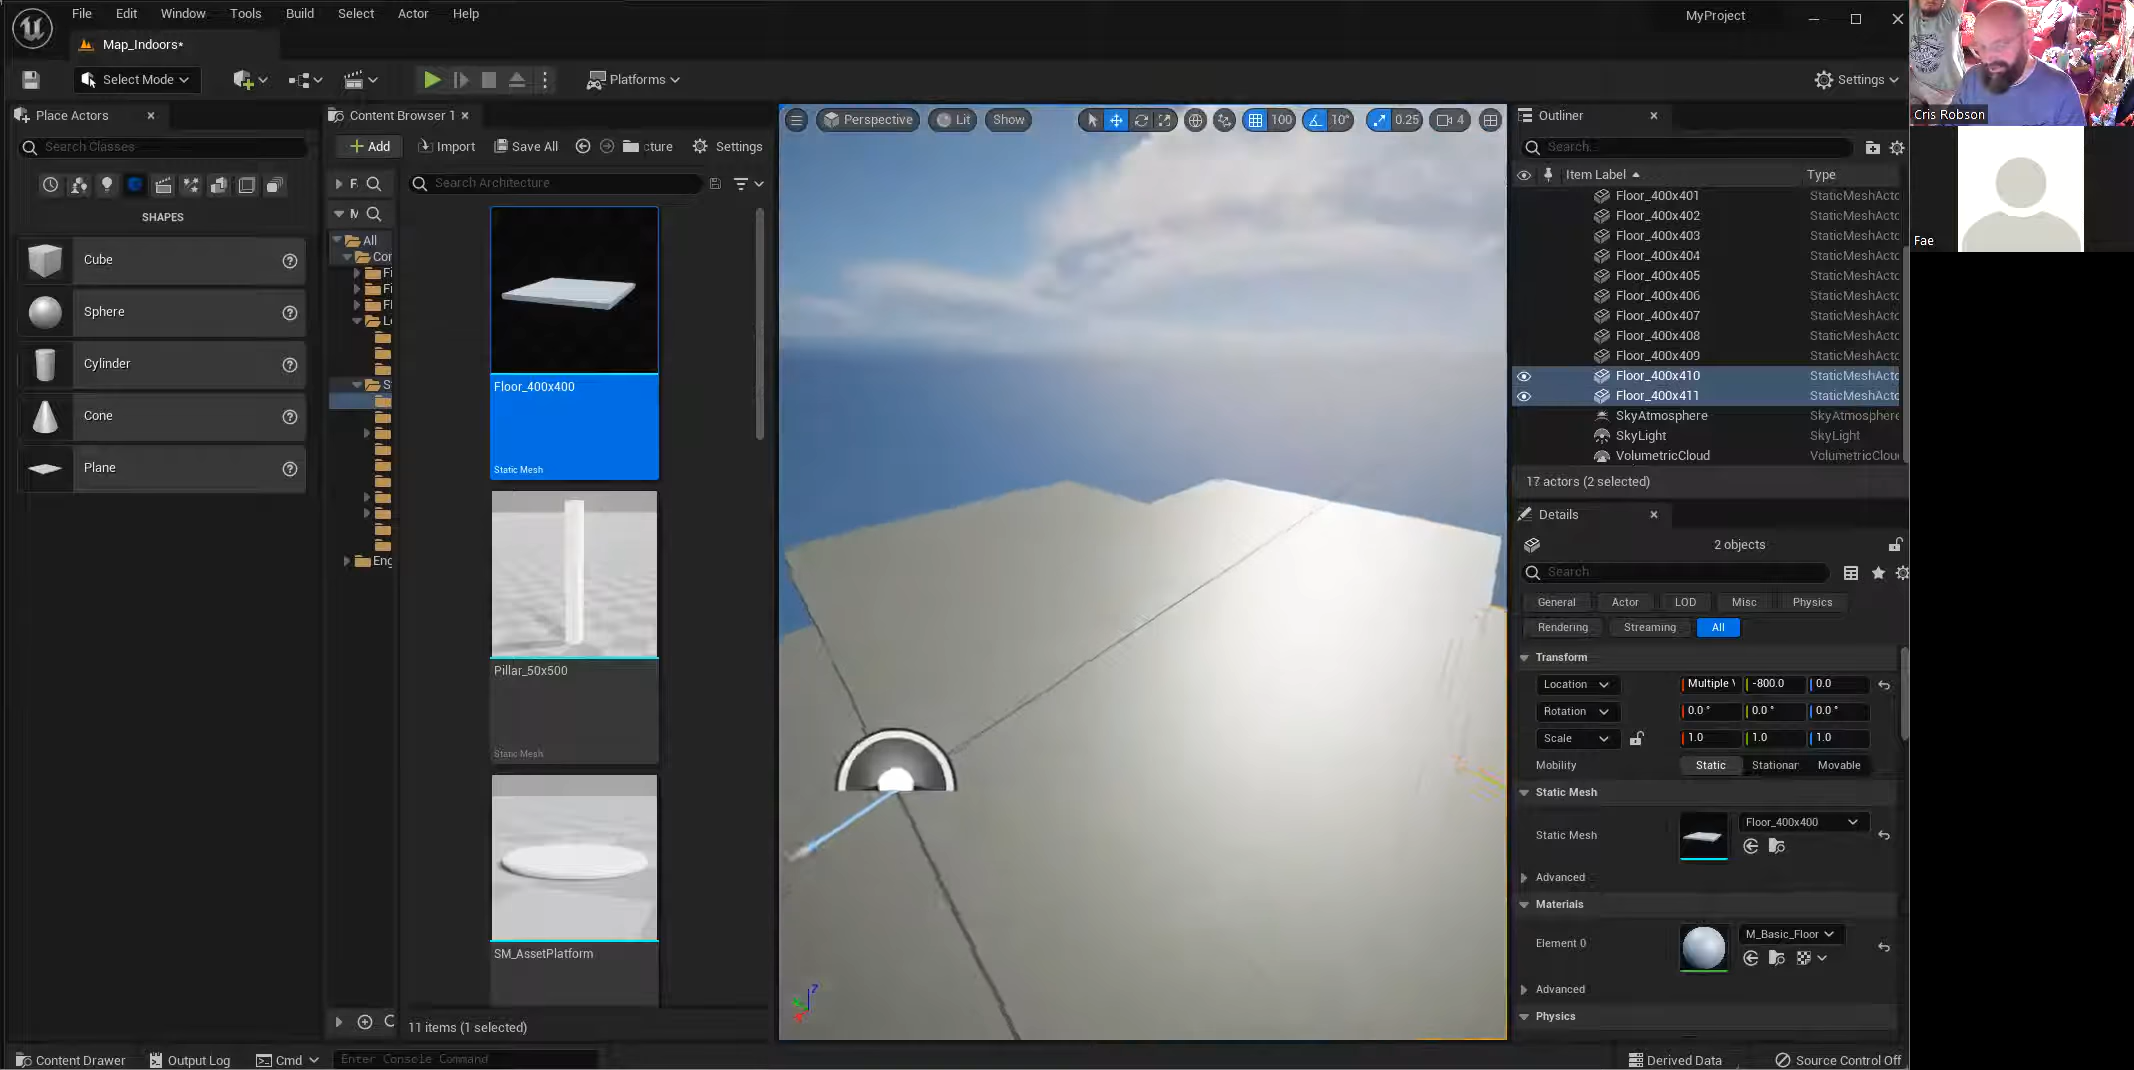 File Edit Window Tools Build Select Actor Help
MyProject
Map_Indoors*
Select Mode
Platforms
Settings
Place Actors
Search Classes
SHAPES
Cube
Sphere
Cylinder
Cone
Plane
Content Browser 1
Add Import Save All cture Settings
Search Architecture
All
Con
Eng
Floor_400x400
Static Mesh
Pillar_50x500
Static Mesh
SM_AssetPlatform
11 items (1 selected)
Perspective Lit Show 100 10° 0.25 4
Z
Outliner
Search...
Item Label Type
Floor_400x401 StaticMeshActo
Floor_400x402 StaticMeshActo
Floor_400x403 StaticMeshActo
Floor_400x404 StaticMeshActo
Floor_400x405 StaticMeshActo
Floor_400x406 StaticMeshActo
Floor_400x407 StaticMeshActo
Floor_400x408 StaticMeshActo
Floor_400x409 StaticMeshActo
Floor_400x410 StaticMeshActo
Floor_400x411 StaticMeshActo
SkyAtmosphere SkyAtmosphere
SkyLight SkyLight
VolumetricCloud VolumetricClou
17 actors (2 selected)
Details
2 objects
Search
General Actor LOD Misc Physics
Rendering Streaming All
Transform
Location Multiple V -800.0 0.0
Rotation 0.0 ° 0.0 ° 0.0 °
Scale 1.0 1.0 1.0
Mobility Static Stationar Movable
Static Mesh
Static Mesh Floor_400x400
Advanced
Materials
Element 0 M_Basic_Floor
Advanced
Physics
Content Drawer Output Log Cmd Enter Console Command
Derived Data Source Control Off
Cris Robson
Fae